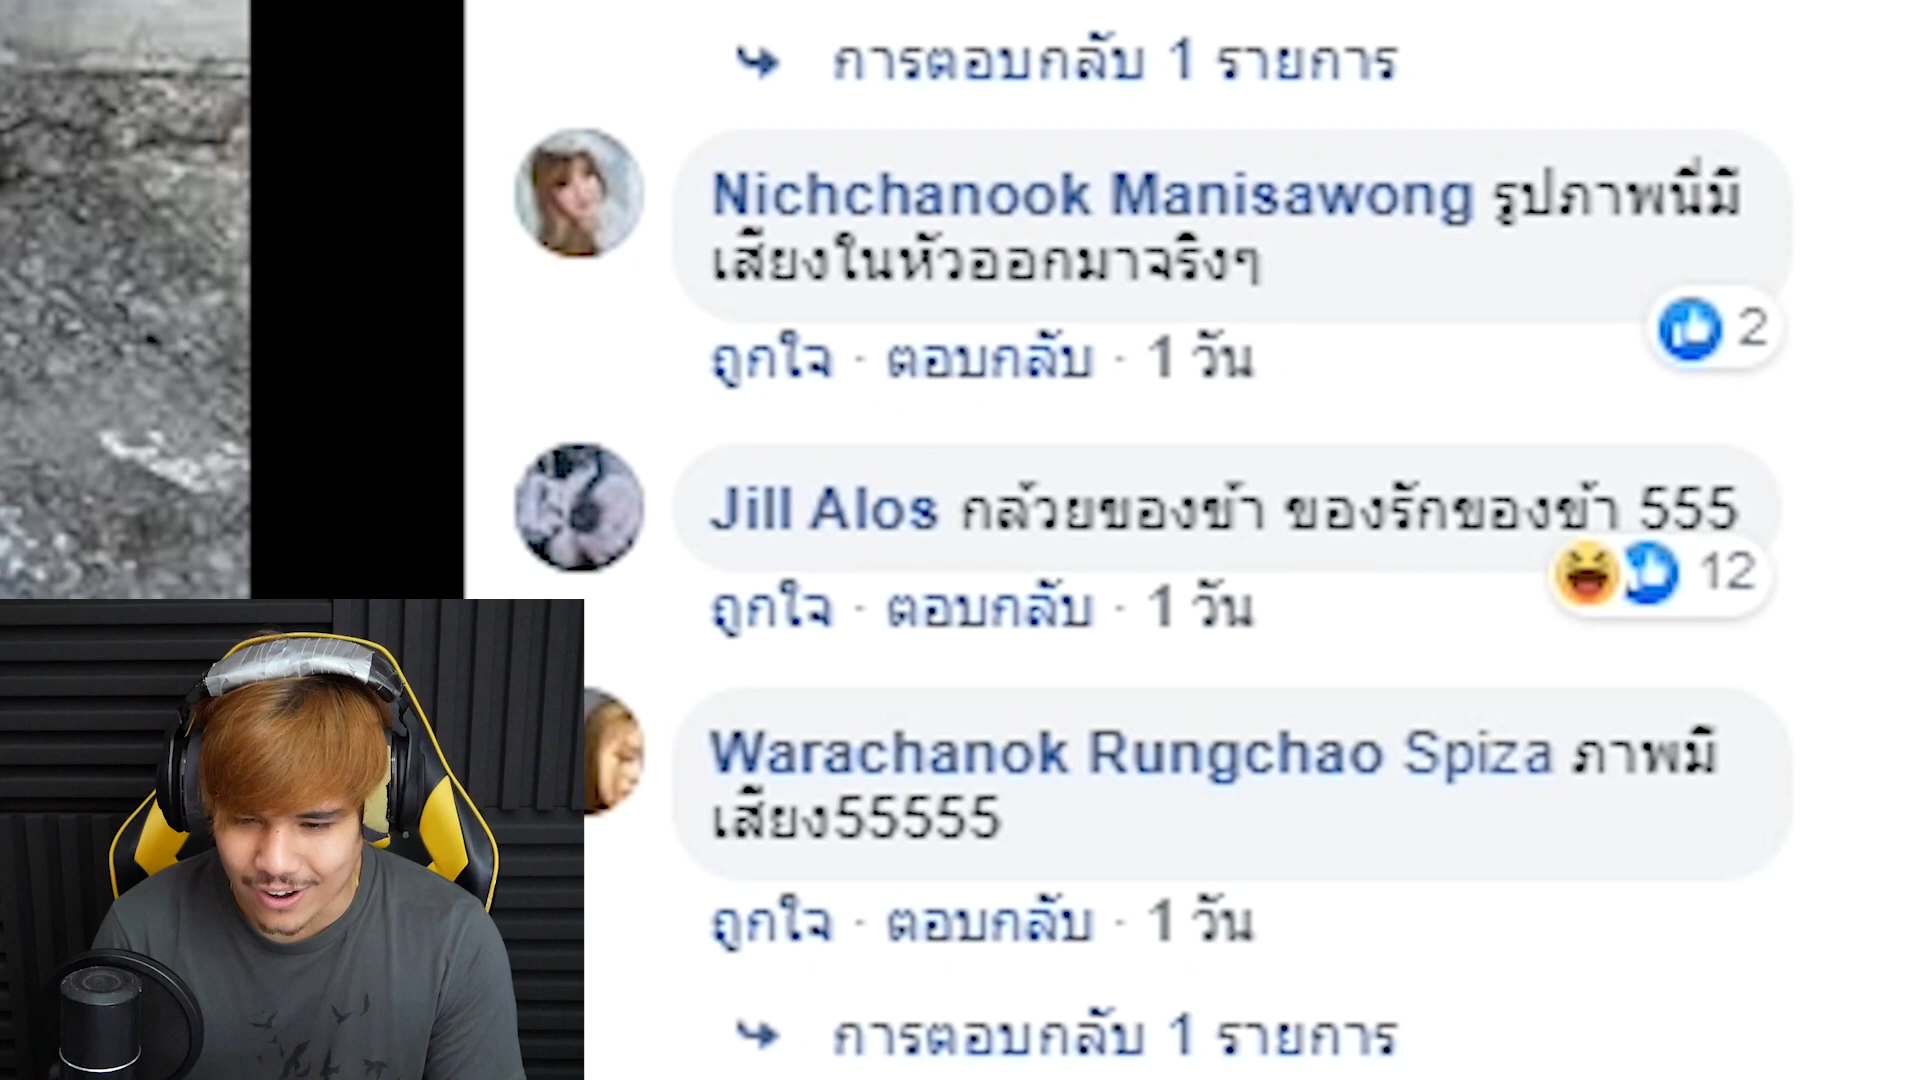 การตอบกลับ 1 รายการ
Nichchanook Manisawong รูปภาพนี่มี
เสียงในหัวออกมาจริงๆ
2
ถูกใจ · ตอบกลับ · 1 วัน
Jill Alos กล้วยของข้า ของรักของข้า 555
12
ถูกใจ · ตอบกลับ · 1 วัน
Warachanok Rungchao Spiza ภาพมี
เสียง55555
ถูกใจ · ตอบกลับ · 1 วัน
การตอบกลับ 1 รายการ